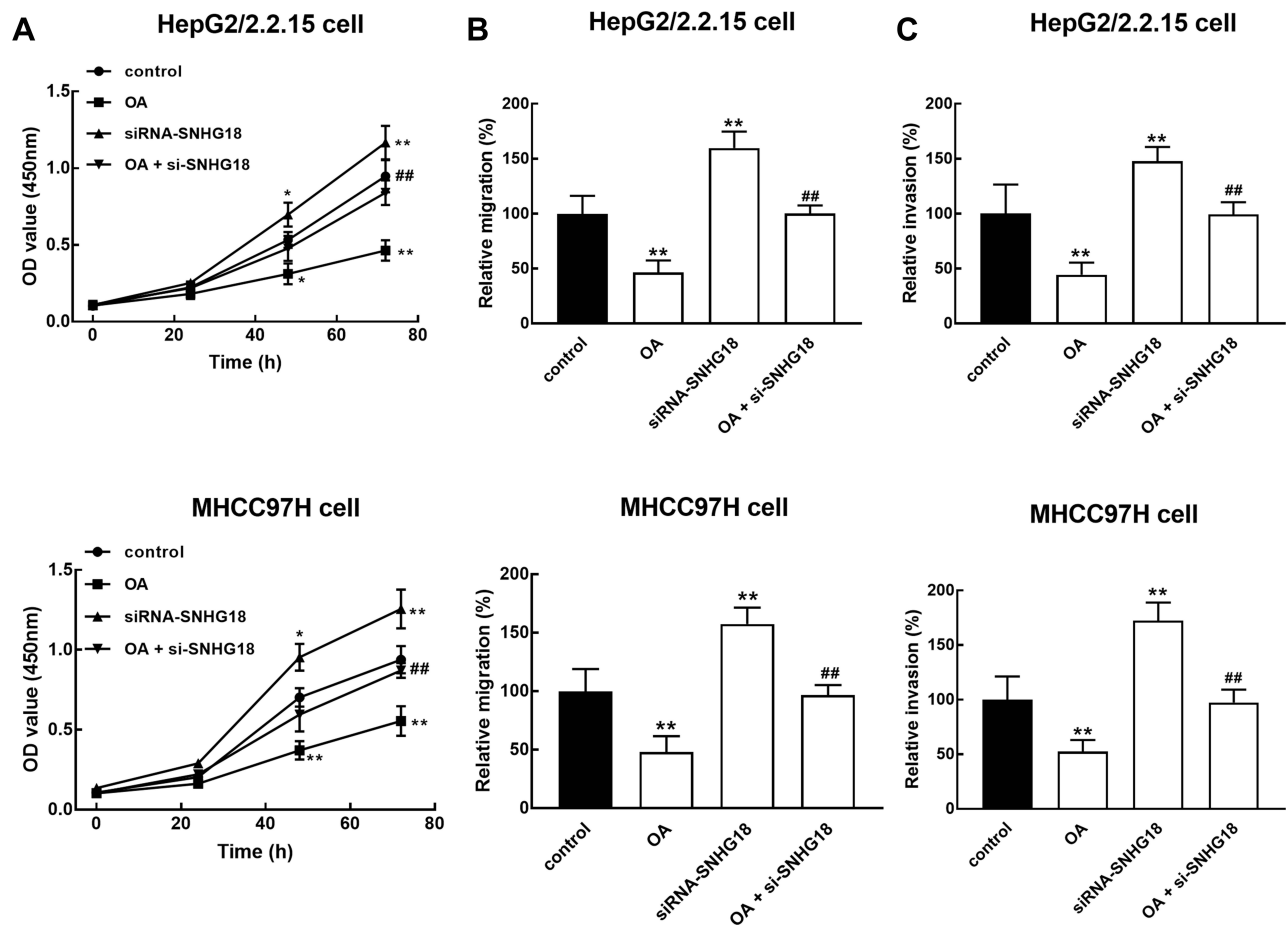 A
HepG2/2.2.15 cell
control
OA
siRNA-SNHG18
OA + si-SNHG18
OD value (450nm)
1.5
1.0
0.5
0.0
**
##
*
**
*
0 20 40 60 80
Time (h)
B
HepG2/2.2.15 cell
Relative migration (%)
200
150
100
50
0
**
**
##
control
OA
siRNA-SNHG18
OA + si-SNHG18
C
HepG2/2.2.15 cell
Relative invasion (%)
200
150
100
50
0
**
**
##
control
OA
siRNA-SNHG18
OA + si-SNHG18
MHCC97H cell
control
OA
siRNA-SNHG18
OA + si-SNHG18
OD value (450nm)
1.5
1.0
0.5
0.0
*
**
##
**
**
0 20 40 60 80
Time (h)
MHCC97H cell
Relative migration (%)
200
150
100
50
0
**
**
##
control
OA
siRNA-SNHG18
OA + si-SNHG18
MHCC97H cell
Relative invasion (%)
200
150
100
50
0
**
**
##
control
OA
siRNA-SNHG18
OA + si-SNHG18